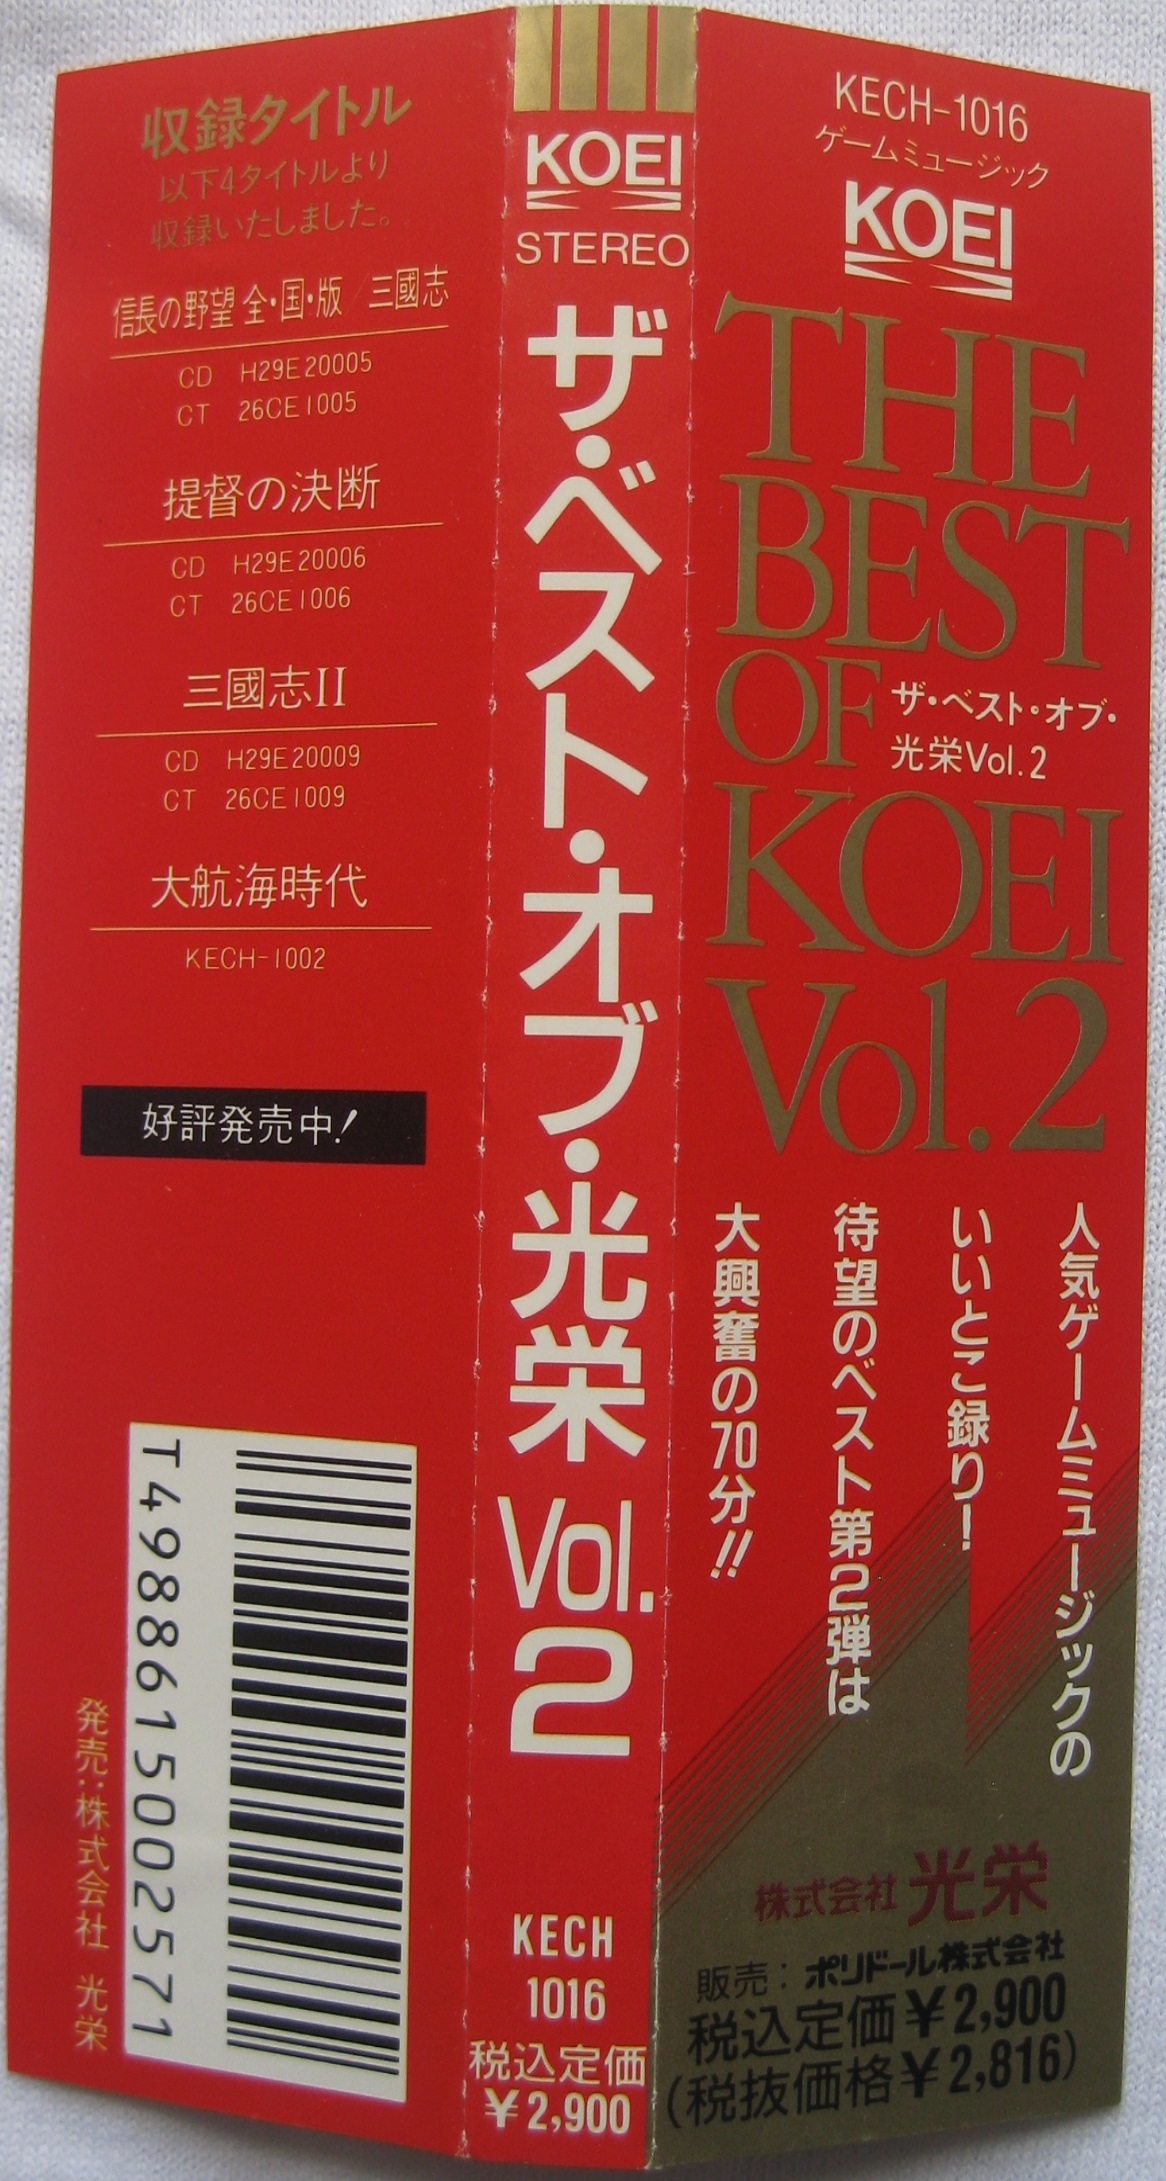 収録タイトル
以下4タイトルより
収録いたしました。
信長の野望 全・国・版／三國志
CD H29E20005
CT 26CE1005
提督の決断
CD H29E20006
CT 26CE1006
三國志II
CD H29E20009
CT 26CE1009
大航海時代
KECH-1002
好評発売中!
T4988615002571
発売:株式会社 光栄
KOEI
STEREO
ザ・ベスト・オブ・光栄 Vol.2
KECH
1016
税込定価
¥2,900
KECH-1016
ゲームミュージック
KOEI
THE
BEST
OF
ザ・ベスト・オブ・
光栄Vol.2
KOEI
Vol.2
人気ゲームミュージックの
いいとこ録り!
待望のベスト第2弾は
大興奮の70分!!
株式会社 光栄
販売:ポリドール株式会社
税込定価¥2,900
(税抜価格¥2,816)